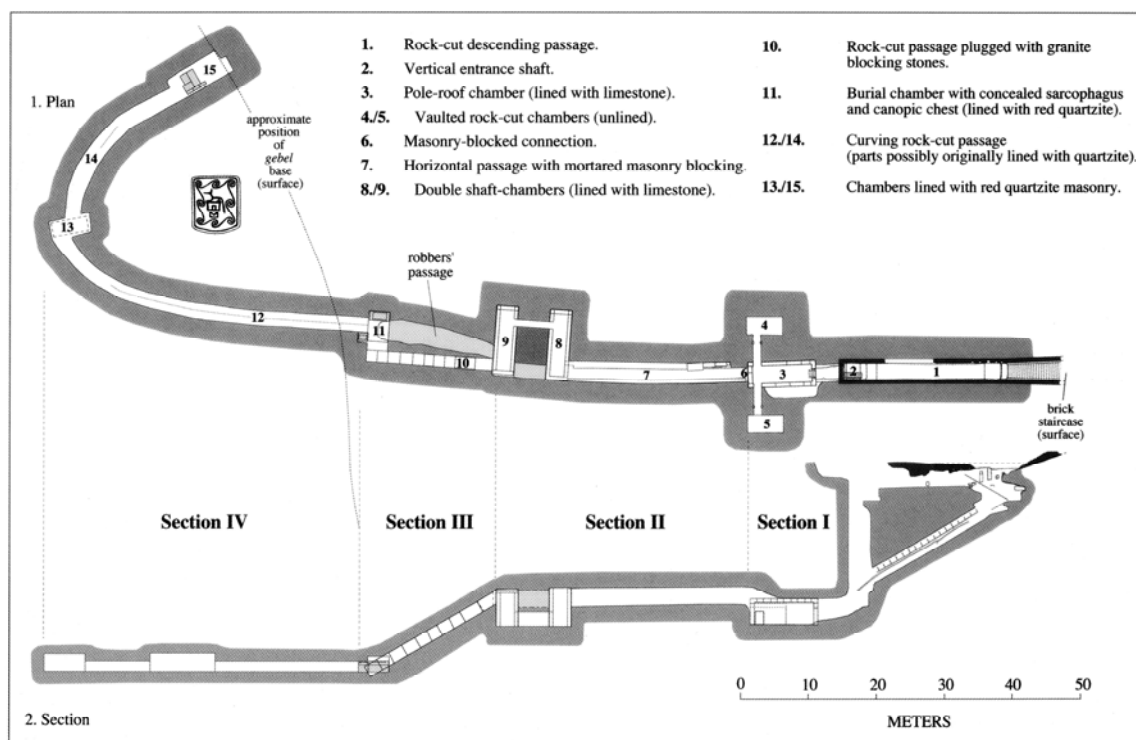 1. Rock-cut descending passage.
2. Vertical entrance shaft.
3. Pole-roof chamber (lined with limestone).
4./5. Vaulted rock-cut chambers (unlined).
6. Masonry-blocked connection.
7. Horizontal passage with mortared masonry blocking.
8./9. Double shaft-chambers (lined with limestone).
10. Rock-cut passage plugged with granite
blocking stones.
11. Burial chamber with concealed sarcophagus
and canopic chest (lined with red quartzite).
12./14. Curving rock-cut passage
(parts possibly originally lined with quartzite).
13./15. Chambers lined with red quartzite masonry.
1. Plan
15
approximate
position
of
gebel
base
(surface)
14
13
robbers'
passage
12
11
10
9
8
7
6
4
3
5
2
1
brick
staircase
(surface)
Section IV
Section III
Section II
Section I
2. Section
0 10 20 30 40 50
METERS